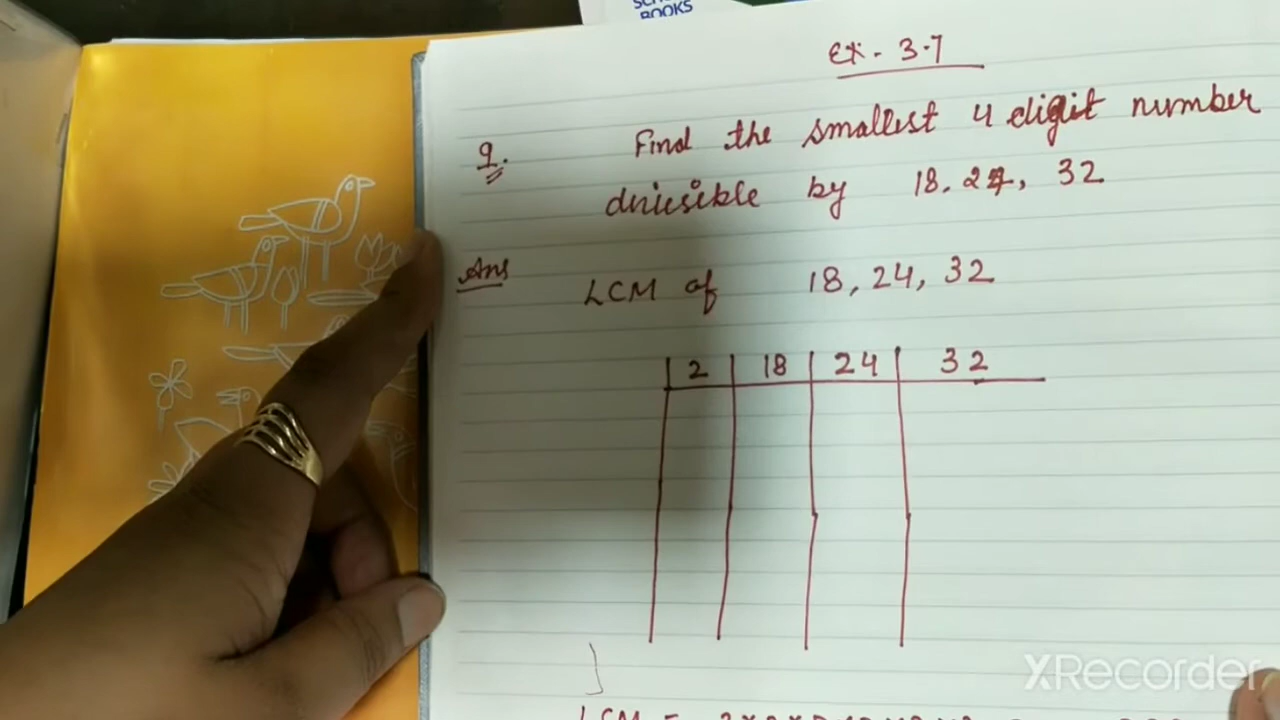 BOOKS
Ex - 3.7
9. Find the smallest 4 digit number
divisible by 18. 24, 32
Ans LCM of 18, 24, 32
2 18 24 32
XRecorder
LCM =